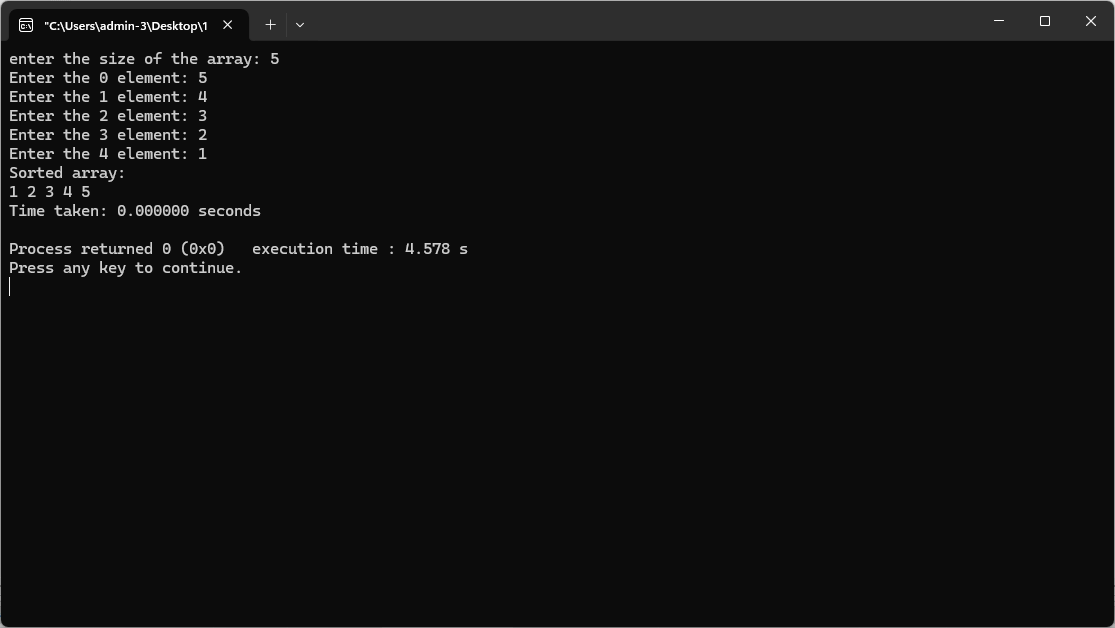 "C:\Users\admin-3\Desktop\1
enter the size of the array: 5
Enter the 0 element: 5
Enter the 1 element: 4
Enter the 2 element: 3
Enter the 3 element: 2
Enter the 4 element: 1
Sorted array:
1 2 3 4 5
Time taken: 0.000000 seconds
Process returned 0 (0x0)   execution time : 4.578 s
Press any key to continue.